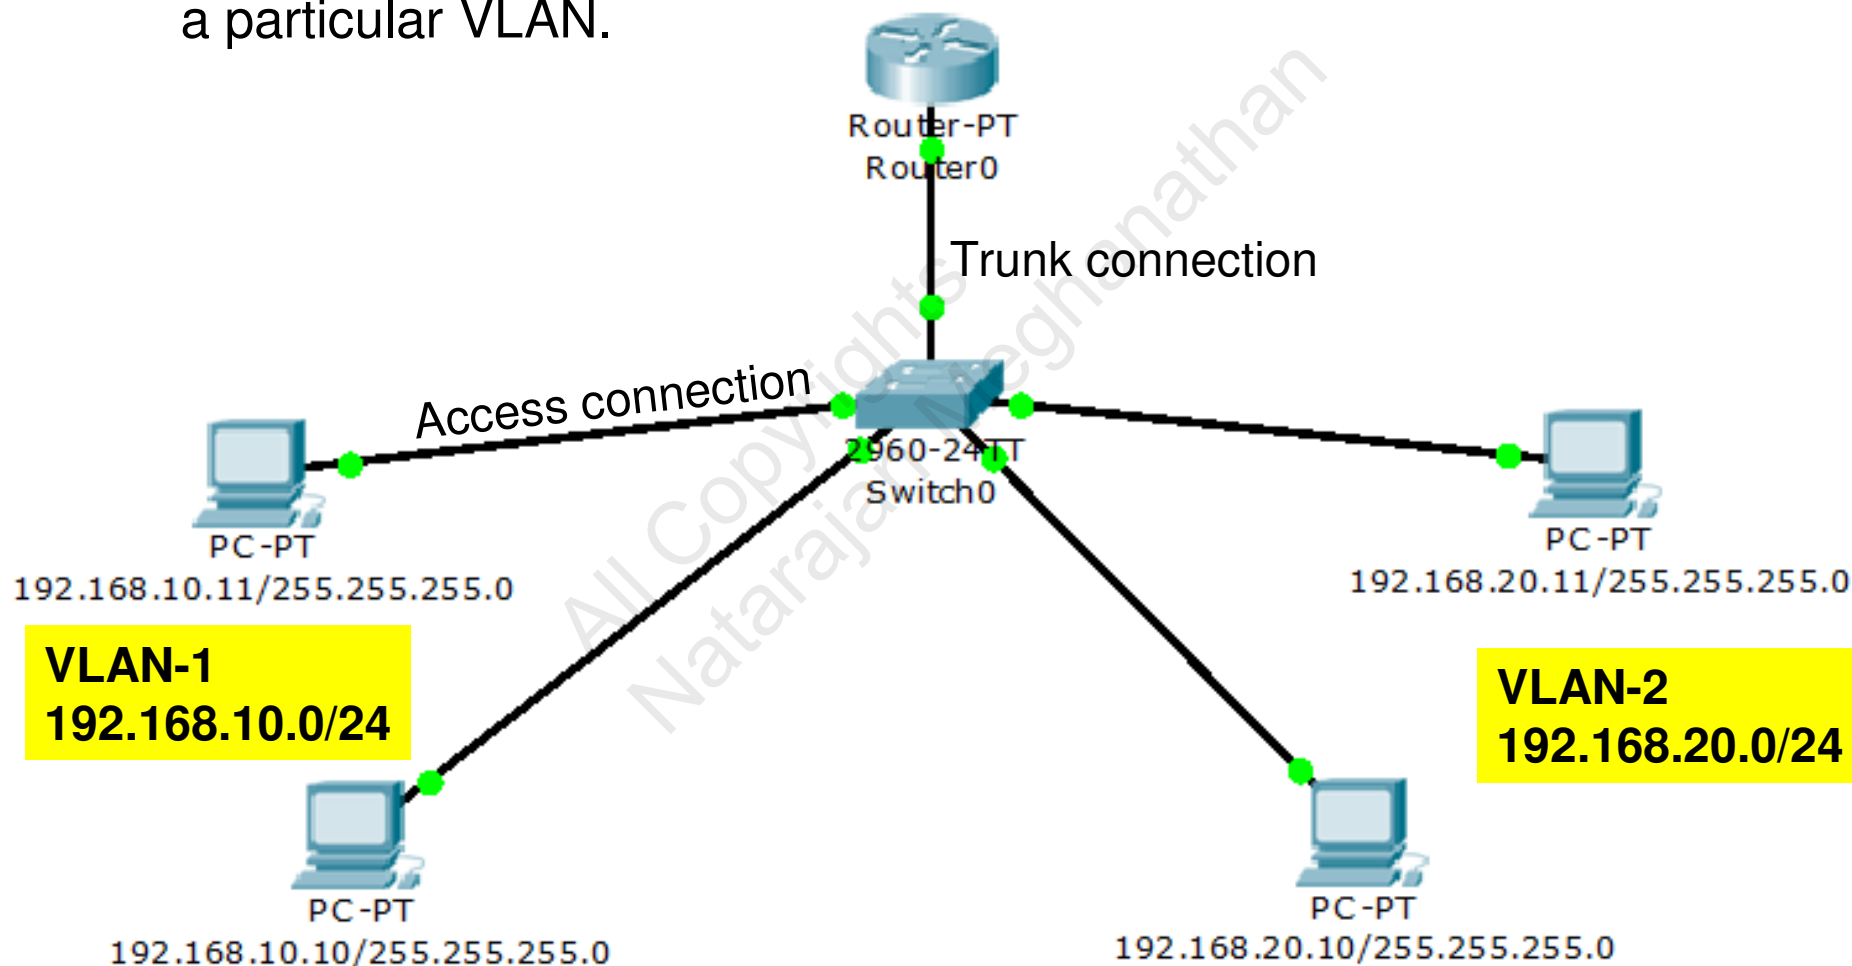 a particular VLAN.
Router-PT
Router0
Trunk connection
Access connection
2960-24TT
Switch0
PC-PT
192.168.10.11/255.255.255.0
PC-PT
192.168.20.11/255.255.255.0
VLAN-1
192.168.10.0/24
VLAN-2
192.168.20.0/24
PC-PT
192.168.10.10/255.255.255.0
PC-PT
192.168.20.10/255.255.255.0
All Copyrights
Natarajan Meghanathan